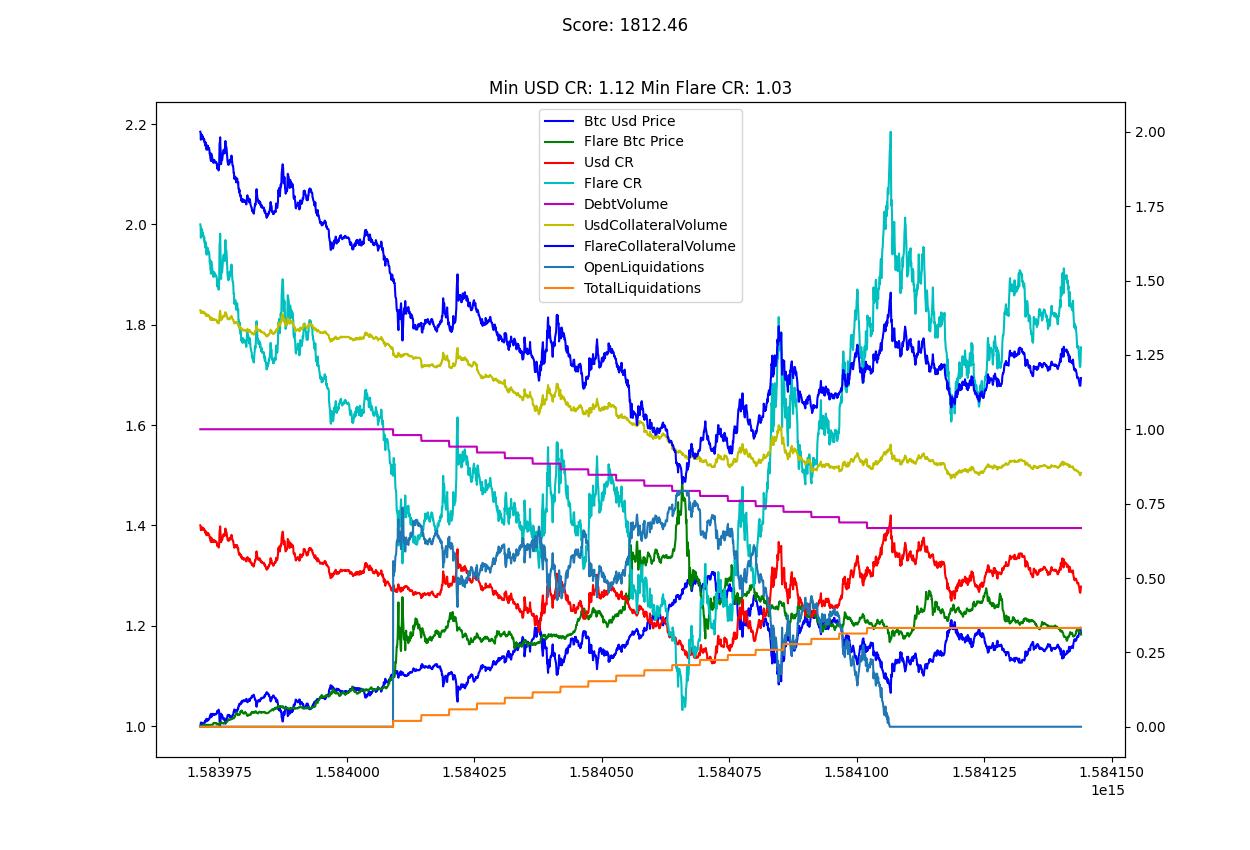 Score: 1812.46
Min USD CR: 1.12 Min Flare CR: 1.03
Btc Usd Price
Flare Btc Price
Usd CR
Flare CR
DebtVolume
UsdCollateralVolume
FlareCollateralVolume
OpenLiquidations
TotalLiquidations
2.2
2.0
1.8
1.6
1.4
1.2
1.0
2.00
1.75
1.50
1.25
1.00
0.75
0.50
0.25
0.00
1.583975 1.584000 1.584025 1.584050 1.584075 1.584100 1.584125 1.584150
1e15